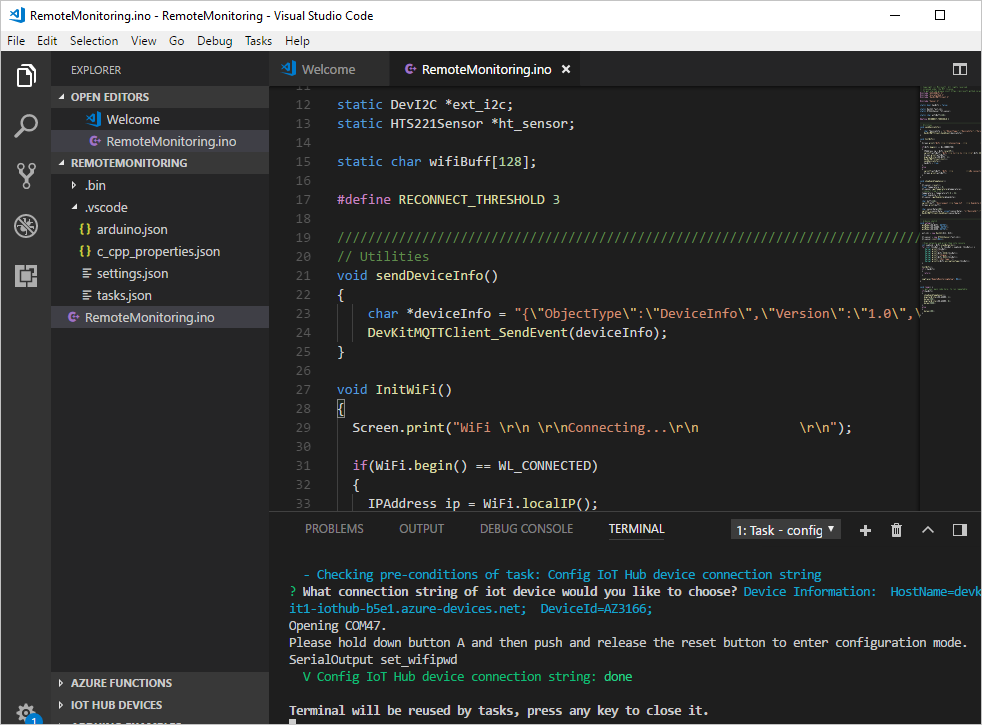 RemoteMonitoring.ino - RemoteMonitoring - Visual Studio Code
File Edit Selection View Go Debug Tasks Help
EXPLORER
OPEN EDITORS
Welcome
RemoteMonitoring.ino
REMOTEMONITORING
.bin
.vscode
{} arduino.json
{} c_cpp_properties.json
settings.json
tasks.json
RemoteMonitoring.ino
AZURE FUNCTIONS
IOT HUB DEVICES
1
Welcome RemoteMonitoring.ino ×
11
12 static DevI2C *ext_i2c;
13 static HTS221Sensor *ht_sensor;
14
15 static char wifiBuff[128];
16
17 #define RECONNECT_THRESHOLD 3
18
19 ////////////////////////////////////////////////////////////////////////////
20 // Utilities
21 void sendDeviceInfo()
22 {
23 char *deviceInfo = "{\"ObjectType\":\"DeviceInfo\",\"Version\":\"1.0\",\
24 DevKitMQTTClient_SendEvent(deviceInfo);
25 }
26
27 void InitWiFi()
28 {
29 Screen.print("WiFi \r\n \r\nConnecting...\r\n             \r\n");
30
31 if(WiFi.begin() == WL_CONNECTED)
32 {
33 IPAddress ip = WiFi.localIP();
PROBLEMS OUTPUT DEBUG CONSOLE TERMINAL 1: Task - config
- Checking pre-conditions of task: Config IoT Hub device connection string
? What connection string of iot device would you like to choose? Device Information:  HostName=devk
it1-iothub-b5e1.azure-devices.net;  DeviceId=AZ3166;
Opening COM47.
Please hold down button A and then push and release the reset button to enter configuration mode.
SerialOutput set_wifipwd
V Config IoT Hub device connection string: done
Terminal will be reused by tasks, press any key to close it.